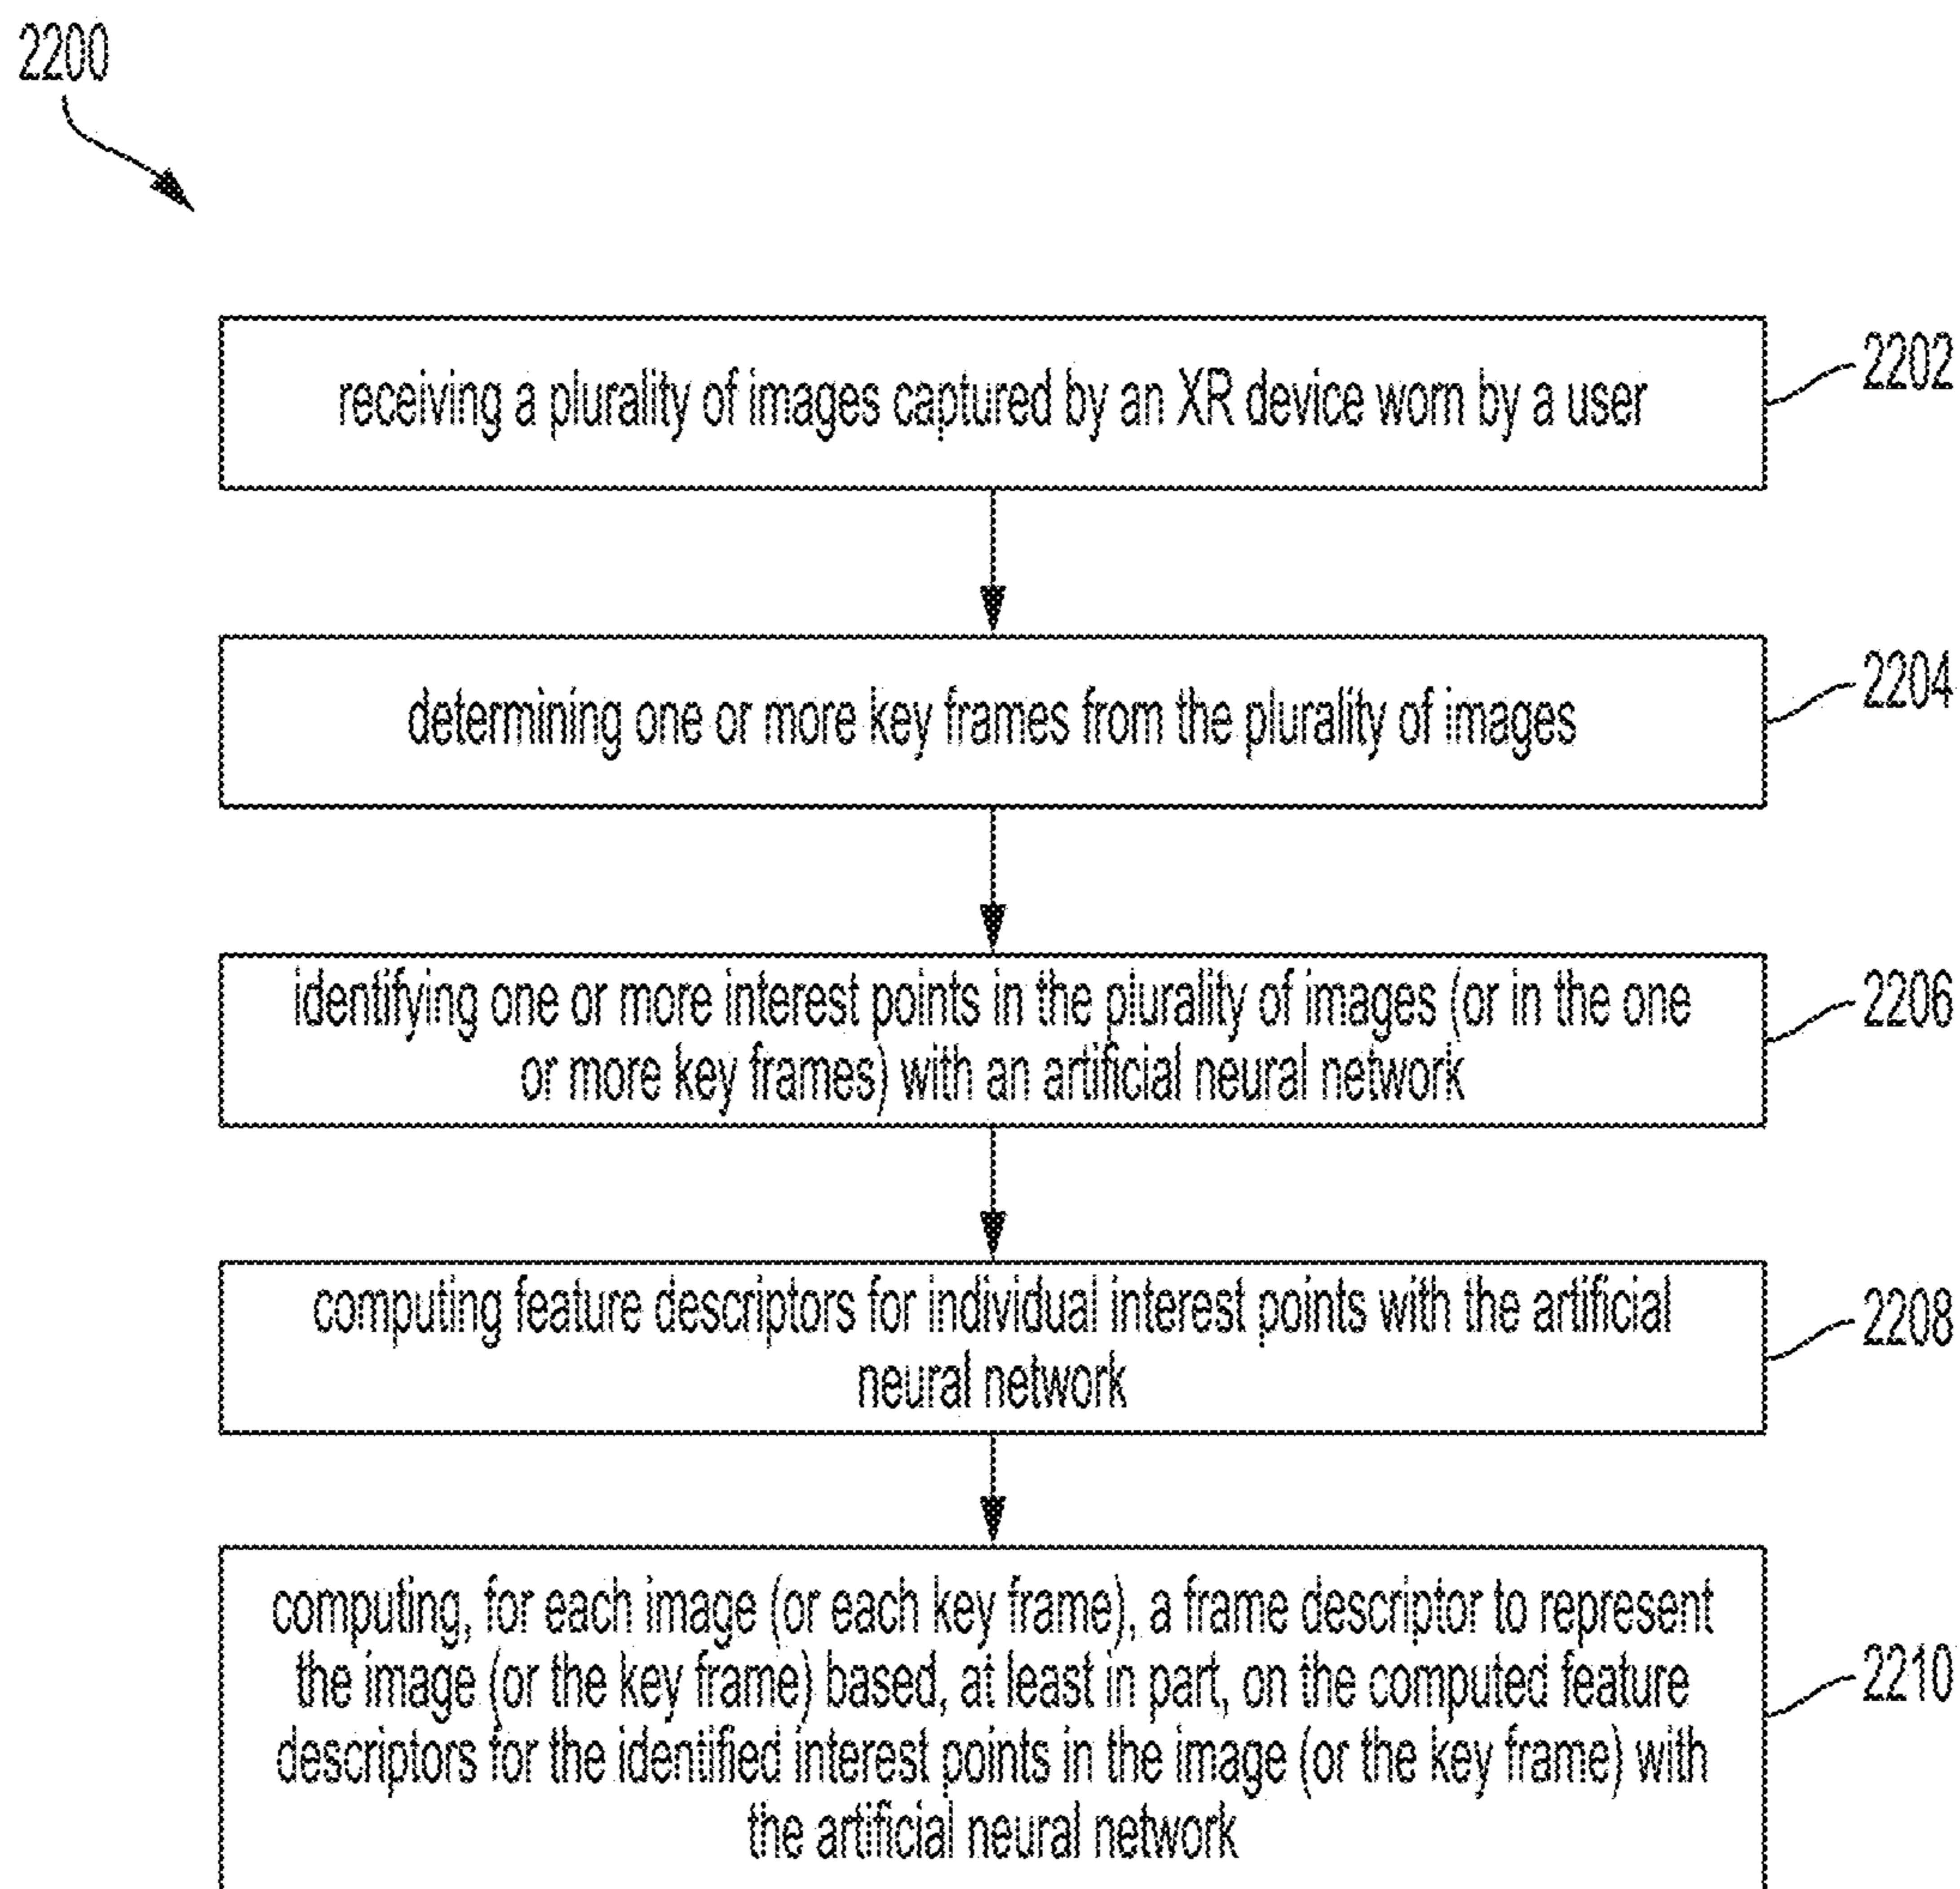 2200
receiving a plurality of images captured by an XR device worn by a user
2202
determining one or more key frames from the plurality of images
2204
identifying one or more interest points in the plurality of images (or in the one
or more key frames) with an artificial neural network
2206
computing feature descriptors for individual interest points with the artificial
neural network
2208
computing, for each image (or each key frame), a frame descriptor to represent
the image (or the key frame) based, at least in part, on the computed feature
descriptors for the identified interest points in the image (or the key frame) with
the artificial neural network
2210